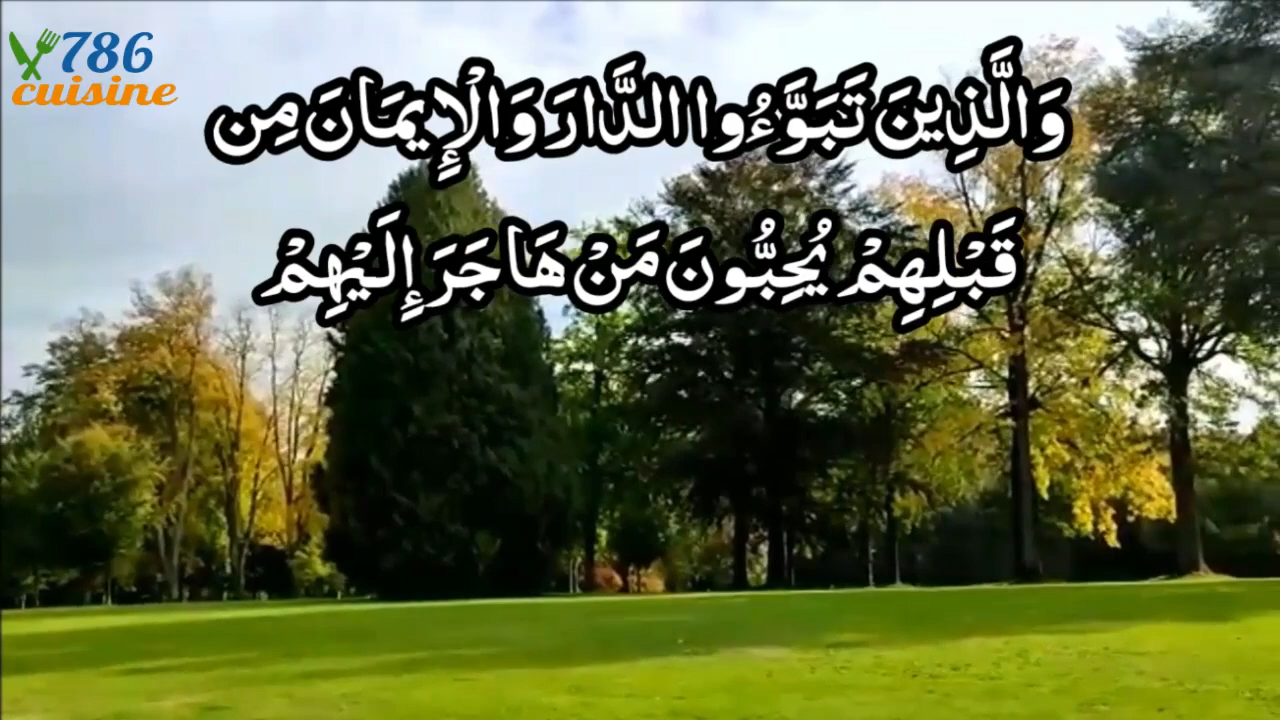 786
cuisine
وَالَّذِينَ تَبَوَّءُوا الدَّارَ وَالْإِيمَانَ مِن
قَبْلِهِمْ يُحِبُّونَ مَنْ هَاجَرَ إِلَيْهِمْ